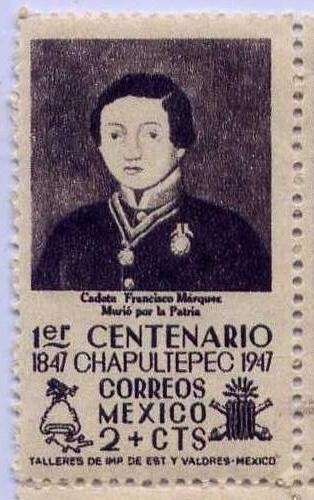 Cadete Francisco Márquez
Murió por la Patria
1er CENTENARIO
1847 CHAPULTEPEC 1947
CORREOS
MEXICO
2 + CTS
TALLERES DE IMP. DE EST. Y VALORES-MEXICO